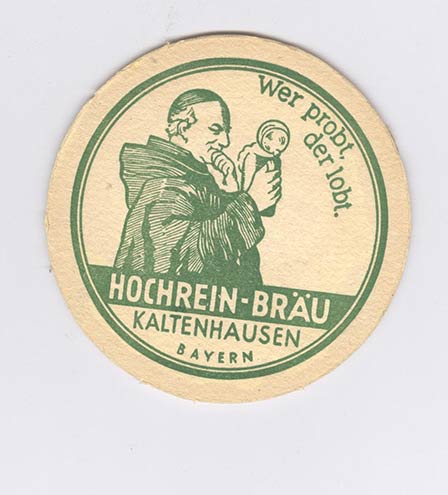 Wer probt,
der lobt.
HOCHREIN-BRÄU
KALTENHAUSEN
BAYERN